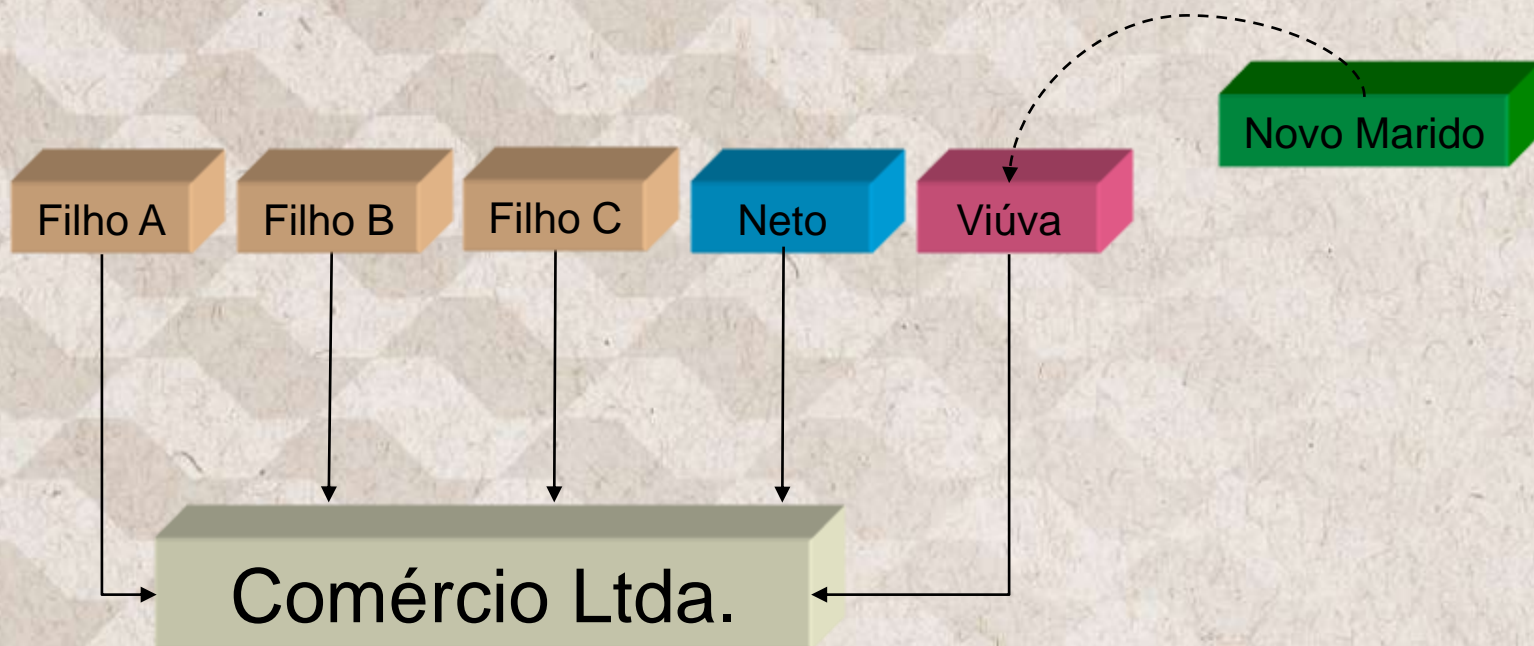 Novo Marido
Filho A
Filho B
Filho C
Neto
Viúva
Comércio Ltda.